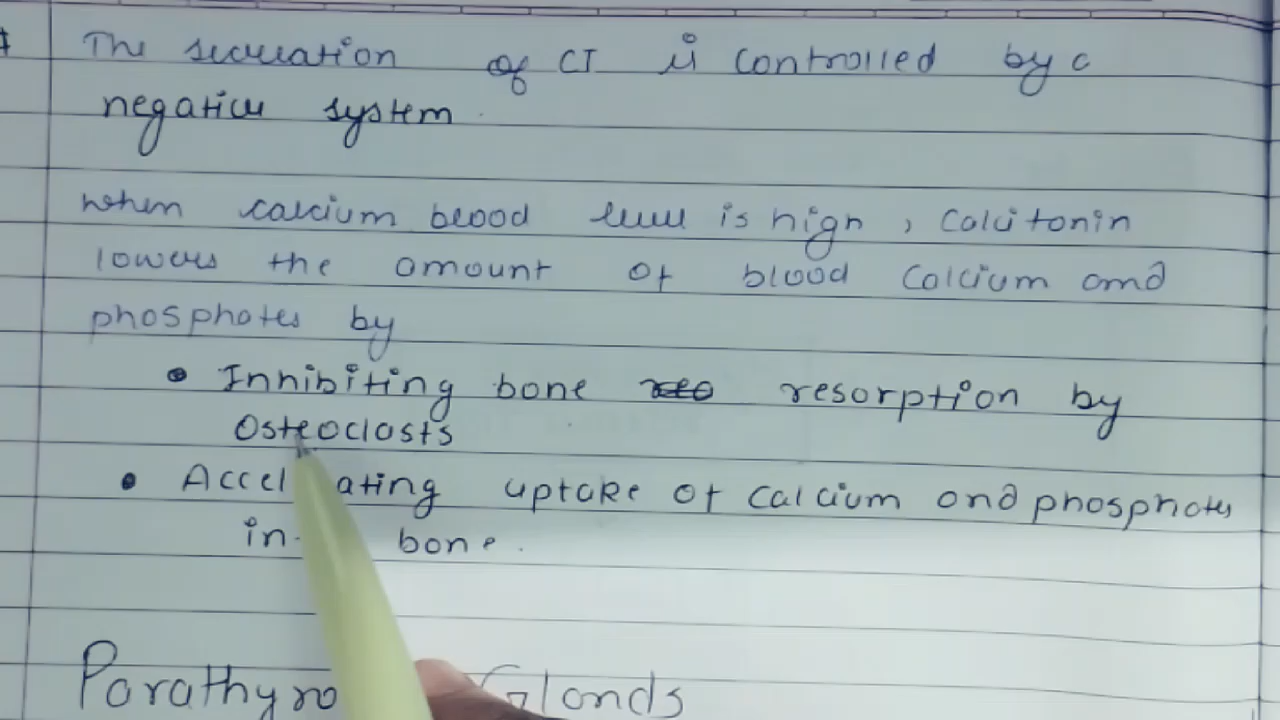 The secreation of CT is controlled by a
negative system
when calcium blood level is high, Calcitonin
lowers the amount of blood Calcium and
phosphates by
• Inhibiting bone resorption by
Osteoclasts
• Accel ating uptake of calcium and phosphates
in bone.
Parathyro Glands